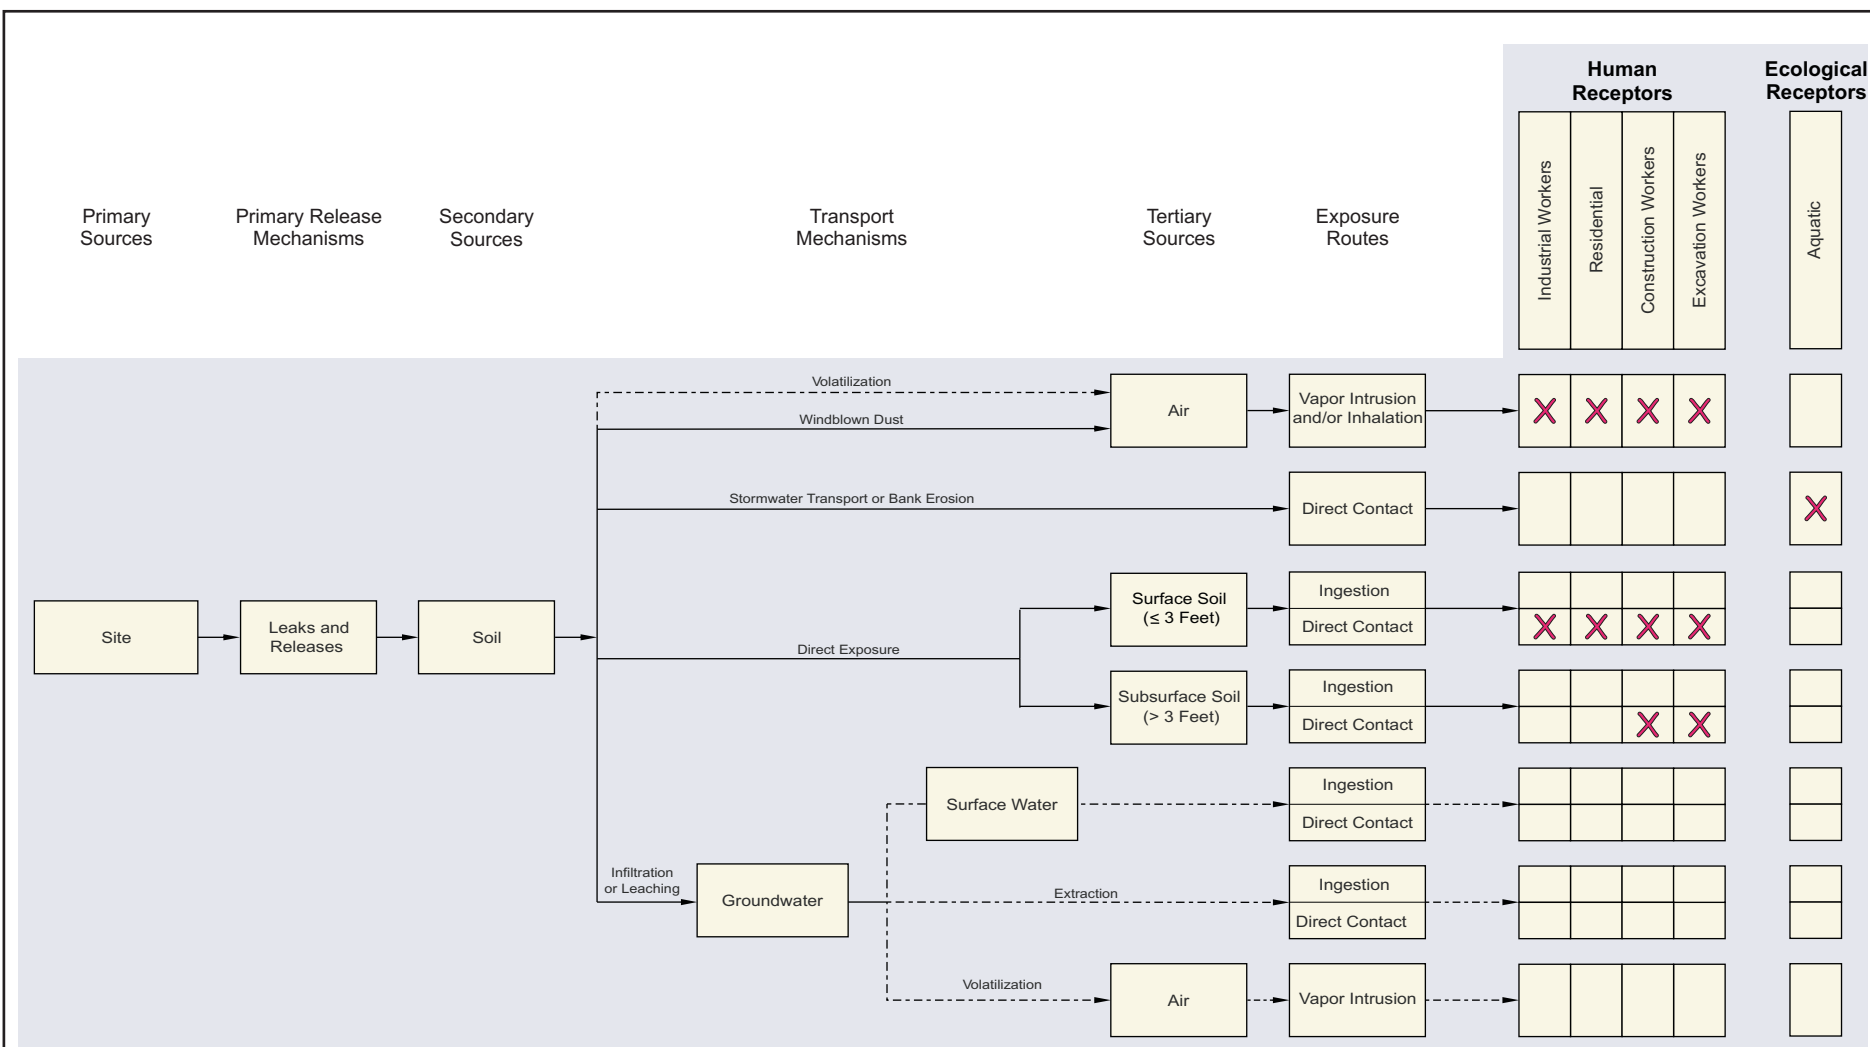 Human
Receptors
Ecological
Receptors
Primary
Sources
Primary Release
Mechanisms
Secondary
Sources
Transport
Mechanisms
Tertiary
Sources
Exposure
Routes
Industrial Workers
Residential
Construction Workers
Excavation Workers
Aquatic
Volatilization
Windblown Dust
Air
Vapor Intrusion
and/or Inhalation
X X X X
Stormwater Transport or Bank Erosion
Direct Contact
X
Site
Leaks and
Releases
Soil
Direct Exposure
Surface Soil
(≤ 3 Feet)
Ingestion
Direct Contact
X X X X
Subsurface Soil
(> 3 Feet)
Ingestion
Direct Contact
X X
Surface Water
Ingestion
Direct Contact
Infiltration
or Leaching
Groundwater
Extraction
Ingestion
Direct Contact
Volatilization
Air
Vapor Intrusion